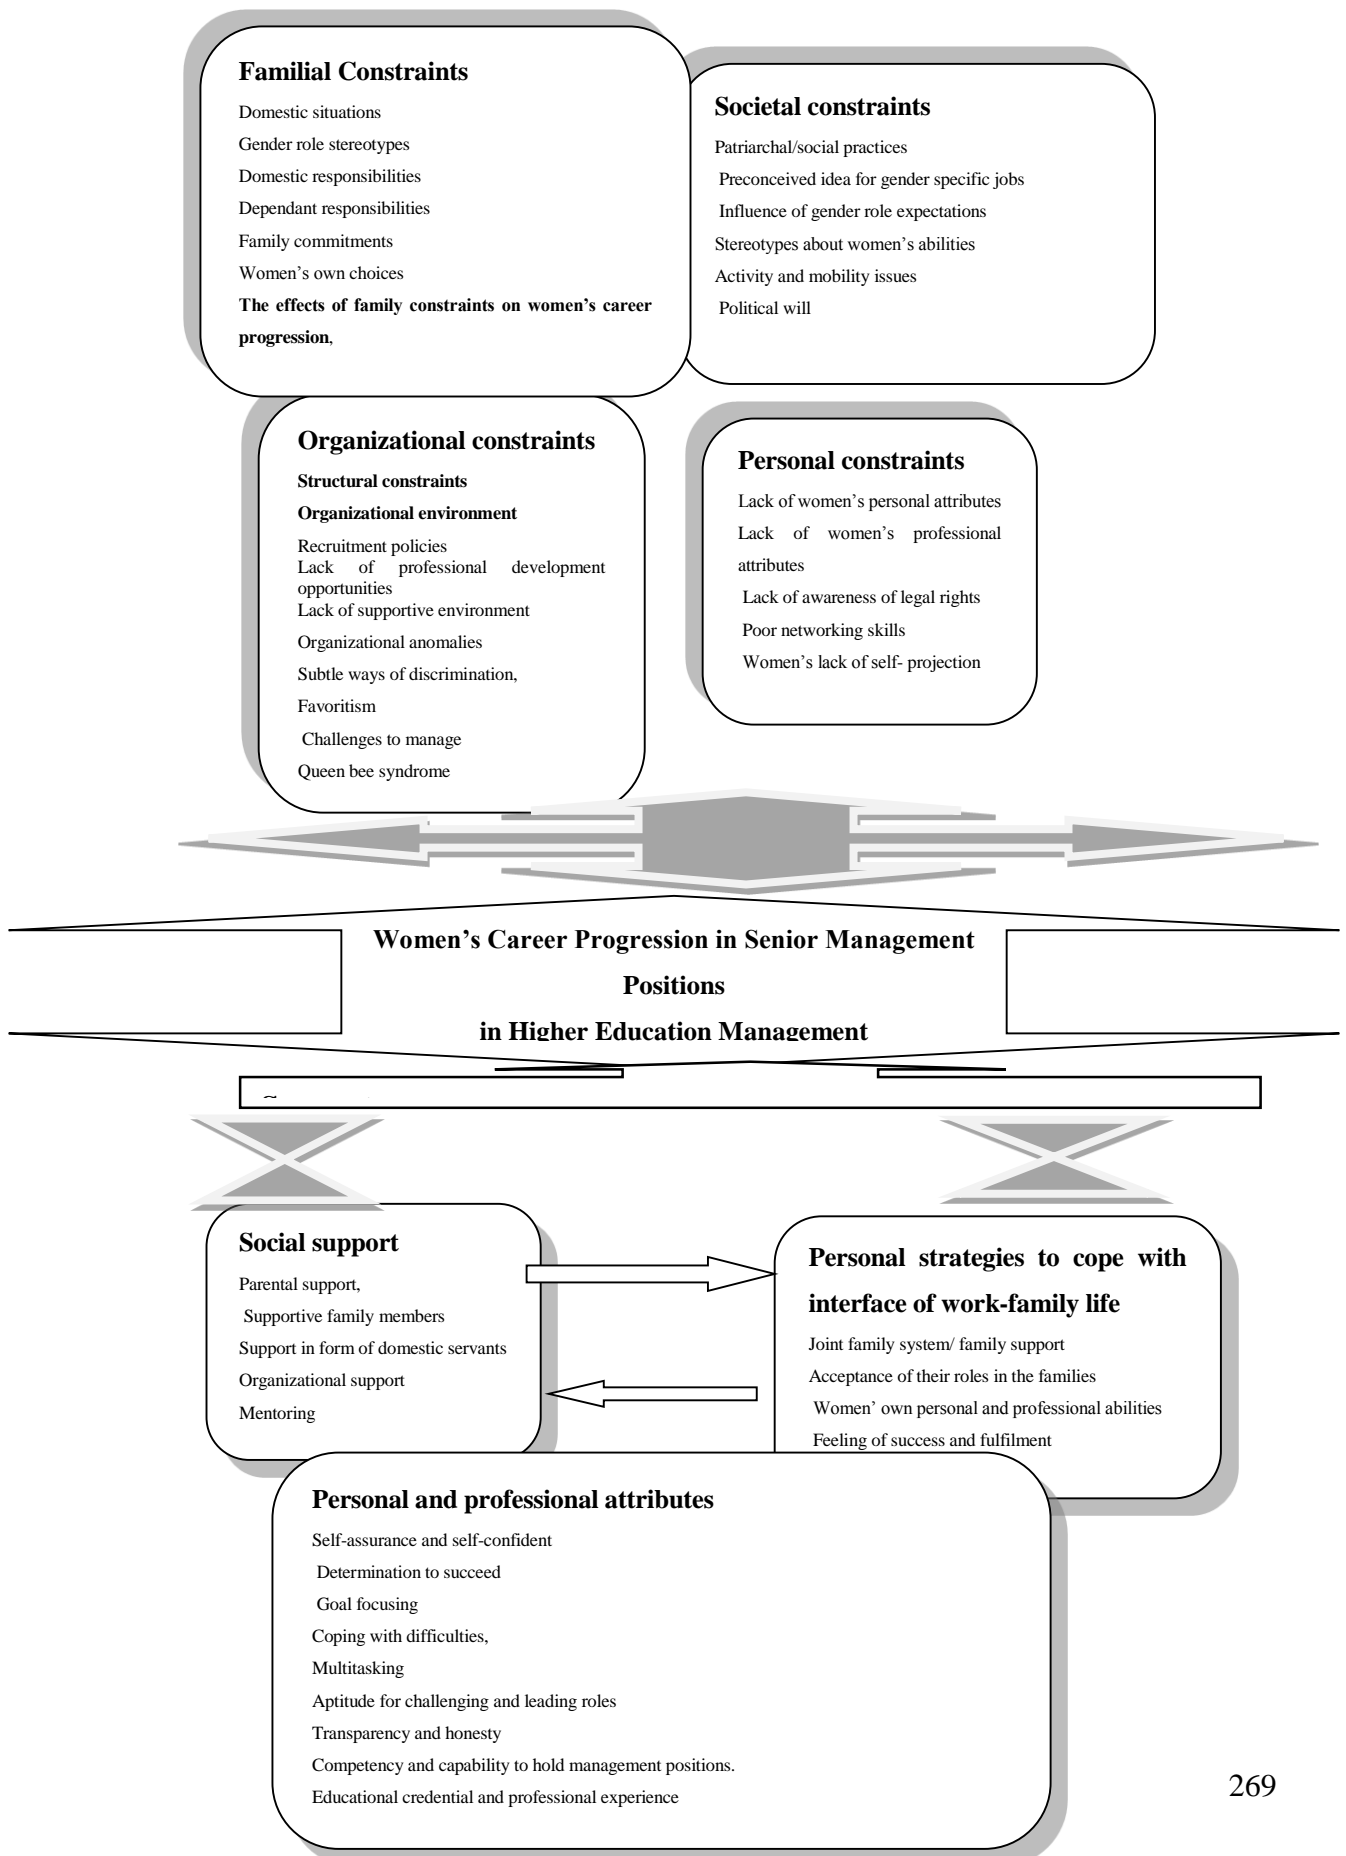 Familial Constraints
Domestic situations
Gender role stereotypes
Domestic responsibilities
Dependant responsibilities
Family commitments
Women’s own choices
The effects of family constraints on women’s career
progression,
Societal constraints
Patriarchal/social practices
Preconceived idea for gender specific jobs
Influence of gender role expectations
Stereotypes about women’s abilities
Activity and mobility issues
Political will
Organizational constraints
Structural constraints
Organizational environment
Recruitment policies
Lack of professional development
opportunities
Lack of supportive environment
Organizational anomalies
Subtle ways of discrimination,
Favoritism
Challenges to manage
Queen bee syndrome
Personal constraints
Lack of women’s personal attributes
Lack of women’s professional
attributes
Lack of awareness of legal rights
Poor networking skills
Women’s lack of self- projection
Women’s Career Progression in Senior Management
Positions
in Higher Education Management
Social support
Parental support,
Supportive family members
Support in form of domestic servants
Organizational support
Mentoring
Personal strategies to cope with
interface of work-family life
Joint family system/ family support
Acceptance of their roles in the families
Women’ own personal and professional abilities
Feeling of success and fulfilment
Personal and professional attributes
Self-assurance and self-confident
Determination to succeed
Goal focusing
Coping with difficulties,
Multitasking
Aptitude for challenging and leading roles
Transparency and honesty
Competency and capability to hold management positions.
Educational credential and professional experience
269